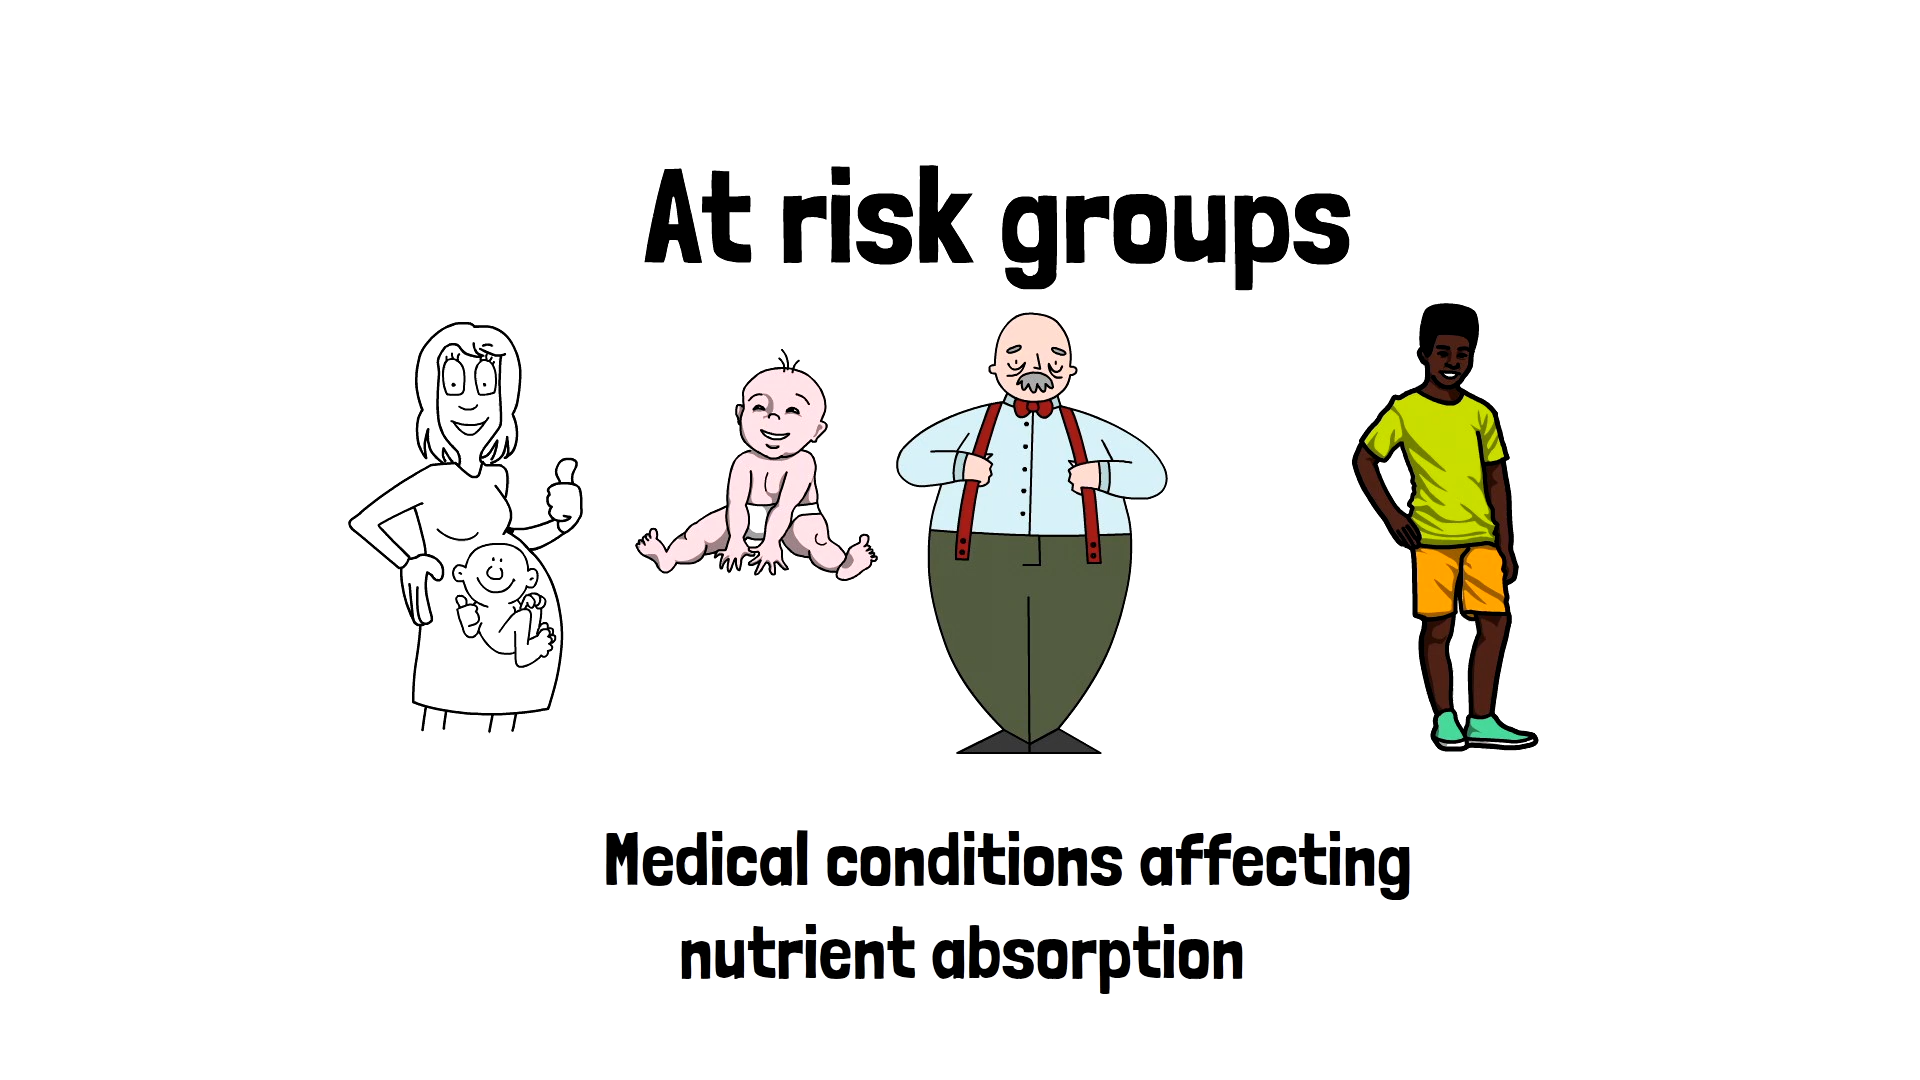 At risk groups
Medical conditions affecting
nutrient absorption